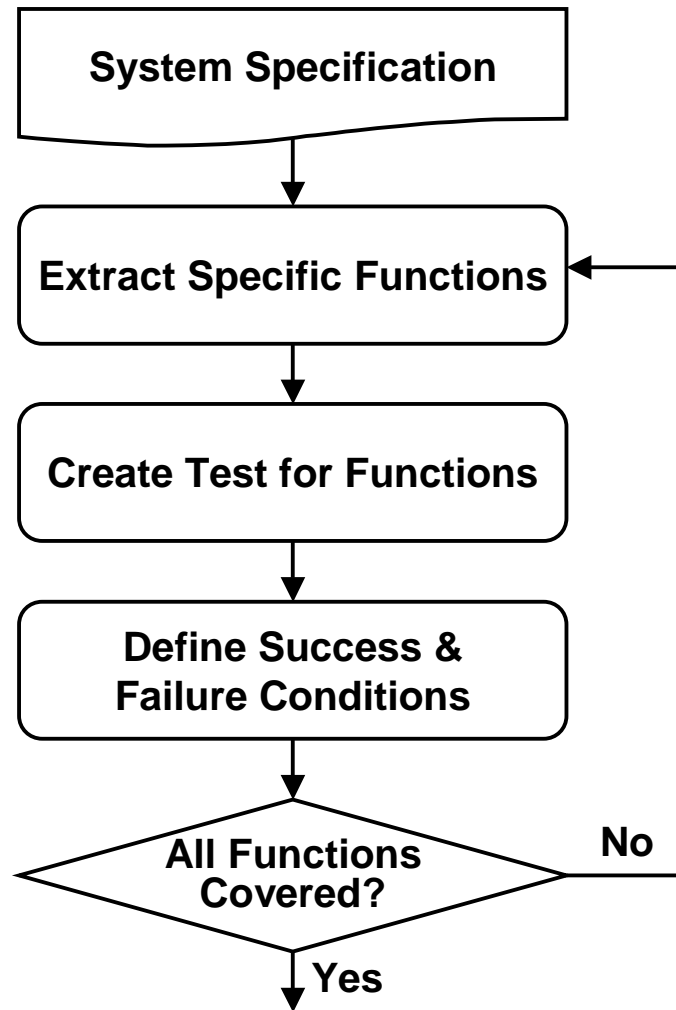 System Specification
Extract Specific Functions
Create Test for Functions
Define Success &
Failure Conditions
All Functions
Covered?
No
Yes